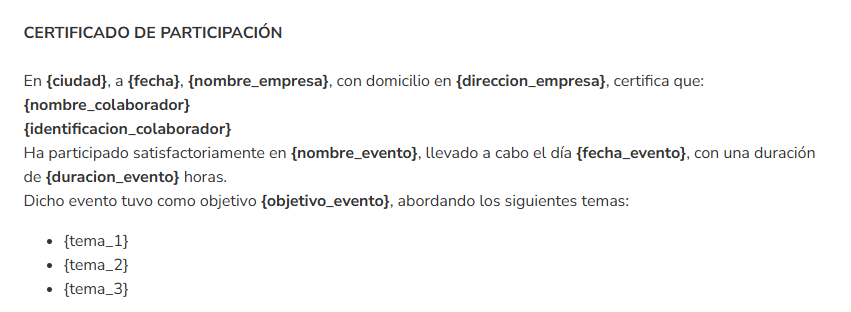 CERTIFICADO DE PARTICIPACIÓN
En {ciudad}, a {fecha}, {nombre_empresa}, con domicilio en {direccion_empresa}, certifica que:
{nombre_colaborador}
{identificacion_colaborador}
Ha participado satisfactoriamente en {nombre_evento}, llevado a cabo el día {fecha_evento}, con una duración
de {duracion_evento} horas.
Dicho evento tuvo como objetivo {objetivo_evento}, abordando los siguientes temas:
• {tema_1}
• {tema_2}
• {tema_3}